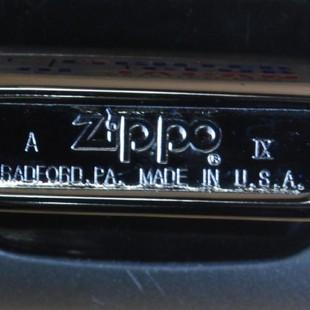 A Zippo ® IX
BRADFORD, PA. MADE IN U.S.A.